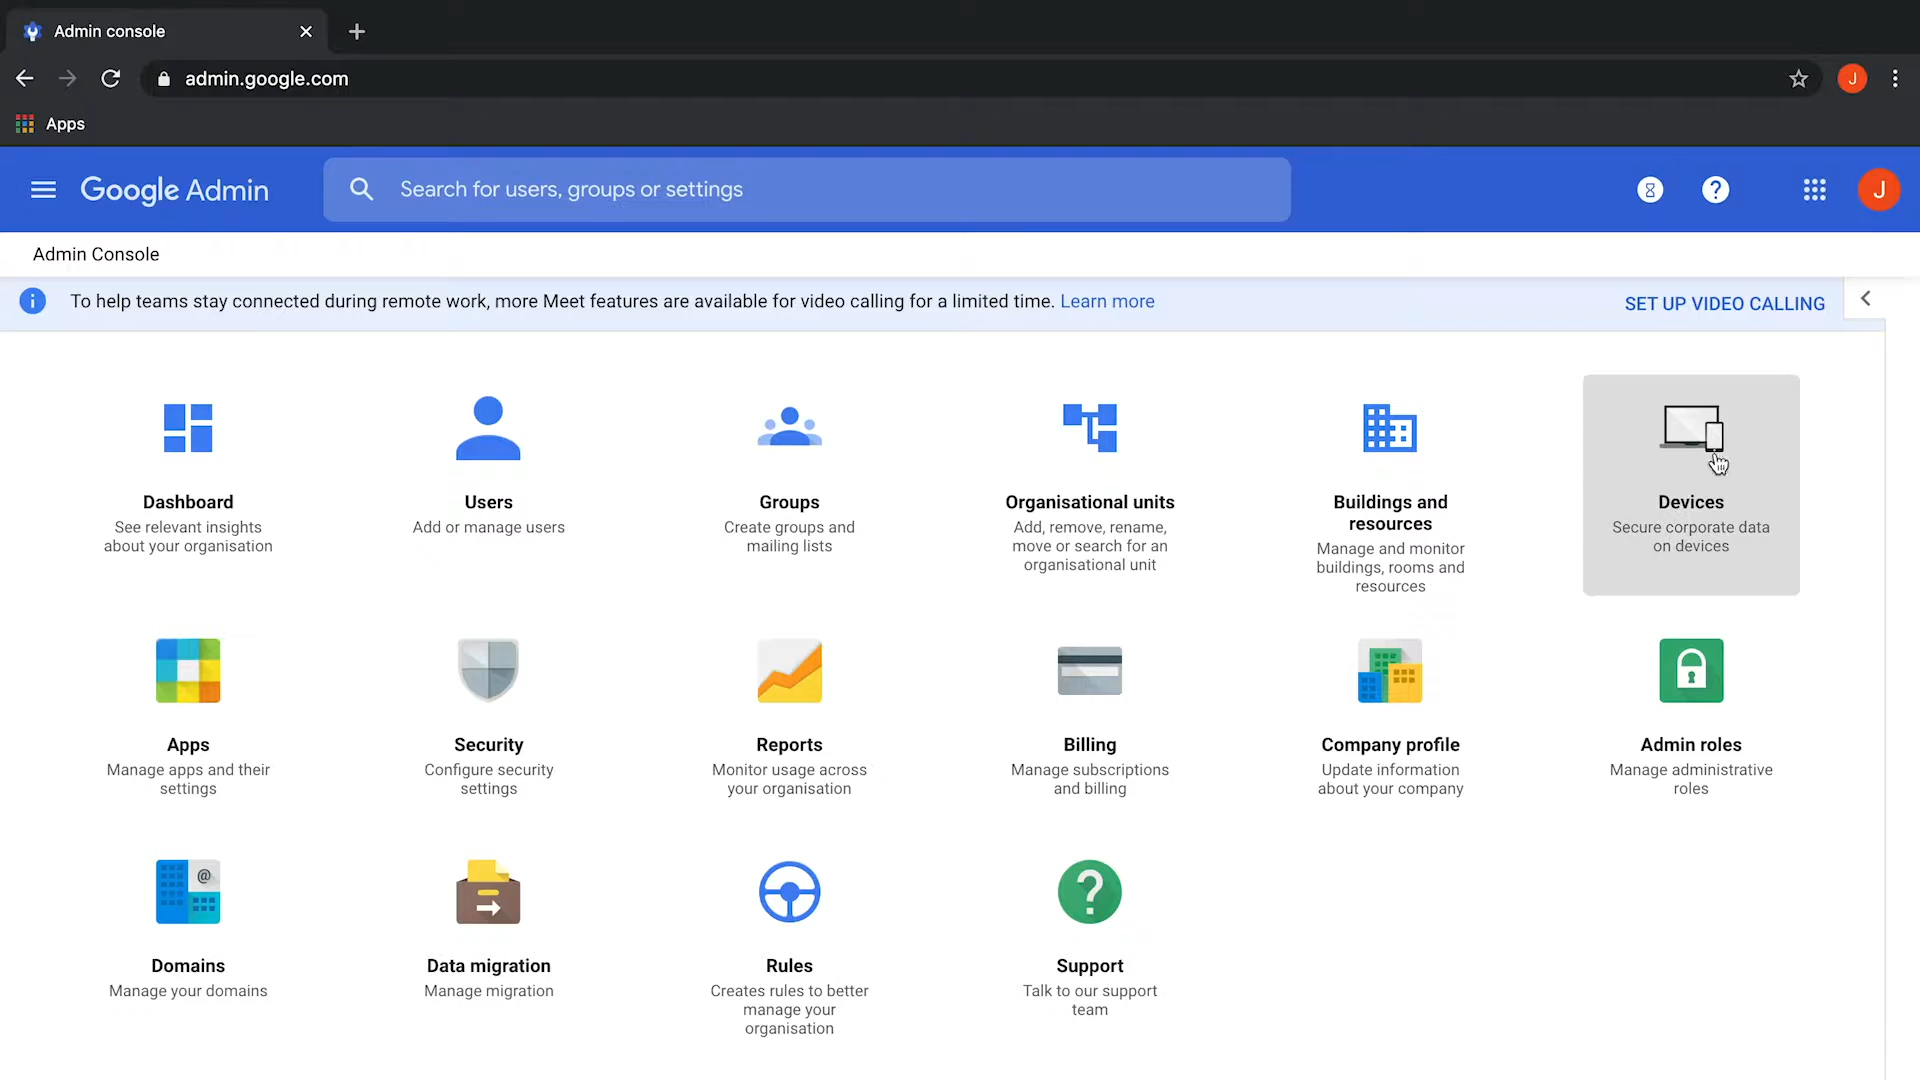 Admin console
admin.google.com
J
Apps
Google Admin
Search for users, groups or settings
J
Admin Console
To help teams stay connected during remote work, more Meet features are available for video calling for a limited time. Learn more
SET UP VIDEO CALLING
Dashboard
See relevant insights
about your organisation
Users
Add or manage users
Groups
Create groups and
mailing lists
Organisational units
Add, remove, rename,
move or search for an
organisational unit
Buildings and
resources
Manage and monitor
buildings, rooms and
resources
Devices
Secure corporate data
on devices
Apps
Manage apps and their
settings
Security
Configure security
settings
Reports
Monitor usage across
your organisation
Billing
Manage subscriptions
and billing
Company profile
Update information
about your company
Admin roles
Manage administrative
roles
@
Domains
Manage your domains
Data migration
Manage migration
Rules
Creates rules to better
manage your
organisation
Support
Talk to our support
team